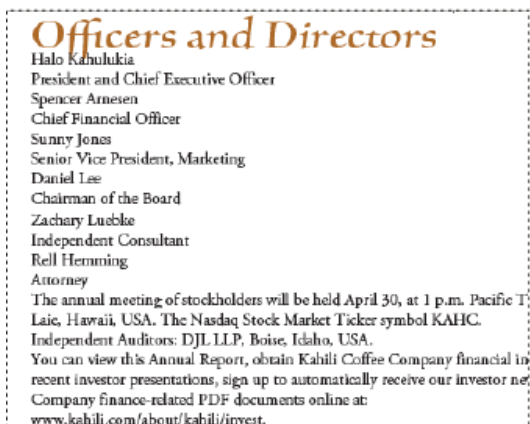 Officers and Directors
Halo Kahulukia
President and Chief Executive Officer
Spencer Arnesen
Chief Financial Officer
Sunny Jones
Senior Vice President, Marketing
Daniel Lee
Chairman of the Board
Zachary Luebke
Independent Consultant
Rell Hemming
Attorney
The annual meeting of stockholders will be held April 30, at 1 p.m. Pacific
Laie, Hawaii, USA. The Nasdaq Stock Market Ticker symbol KAHC.
Independent Auditors: DJL LLP, Boise, Idaho, USA.
You can view this Annual Report, obtain Kahili Coffee Company financial
recent investor presentations, sign up to automatically receive our investor
Company finance-related PDF documents online at:
www.kahili.com/about/kahili/invest.